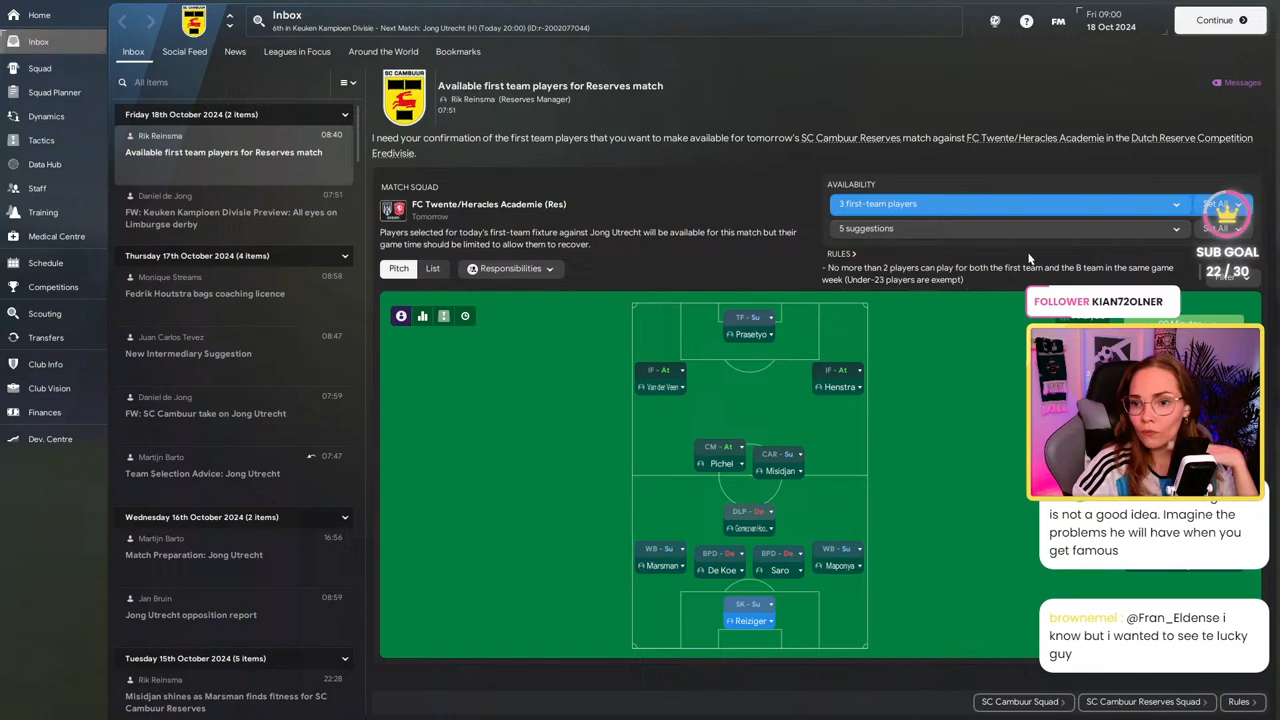 Home
Inbox
6th in Keuken Kampioen Divisie - Next Match: Jong Utrecht (H) (Today 20:00) (ID:r-2002077044)
FM
Fri 09:00
18 Oct 2024
Continue
Inbox
Squad
Squad Planner
Dynamics
Tactics
Data Hub
Staff
Training
Medical Centre
Schedule
Competitions
Scouting
Transfers
Club Info
Club Vision
Finances
Dev. Centre
Inbox
Social Feed
News
Leagues in Focus
Around the World
Bookmarks
All Items
Friday 18th October 2024 (2 items)
Rik Reinsma
08:40
Available first team players for Reserves match
Daniel de Jong
07:51
FW: Keuken Kampioen Divisie Preview: All eyes on
Limburgse derby
Thursday 17th October 2024 (4 items)
Monique Streams
08:58
Fedrik Houtstra bags coaching licence
Juan Carlos Tevez
08:47
New Intermediary Suggestion
Daniel de Jong
07:59
FW: SC Cambuur take on Jong Utrecht
Martijn Barto
07:47
Team Selection Advice: Jong Utrecht
Wednesday 16th October 2024 (2 items)
Martijn Barto
16:56
Match Preparation: Jong Utrecht
Jan Bruin
08:59
Jong Utrecht opposition report
Tuesday 15th October 2024 (5 items)
Rik Reinsma
22:28
Misidjan shines as Marsman finds fitness for SC
Cambuur Reserves
SC CAMBUUR
Available first team players for Reserves match
Rik Reinsma (Reserves Manager)
07:51
Messages
I need your confirmation of the first team players that you want to make available for tomorrow's SC Cambuur Reserves match against FC Twente/Heracles Academie in the Dutch Reserve Competition
Eredivisie.
MATCH SQUAD
FC Twente/Heracles Academie (Res)
Tomorrow
Players selected for today's first-team fixture against Jong Utrecht will be available for this match but their
game time should be limited to allow them to recover.
Pitch
List
Responsibilities
AVAILABILITY
3 first-team players
Set All
5 suggestions
Set All
RULES
- No more than 2 players can play for both the first team and the B team in the same game
week (Under-23 players are exempt)
TF - Su
Prasetyo
IF - At
Van der Veen
IF - At
Henstra
CM - At
Pichel
CAR - Su
Misidjan
DLP - De
WB - Su
Marsman
BPD - De
De Koe
BPD - De
Saro
WB - Su
Maponya
SK - Su
Reiziger
SUB GOAL
22 / 30
FOLLOWER KIAN72OLNER
is not a good idea. Imagine the
problems he will have when you
get famous
brownemel : @Fran_Eldense i
know but i wanted to see te lucky
guy
SC Cambuur Squad
SC Cambuur Reserves Squad
Rules